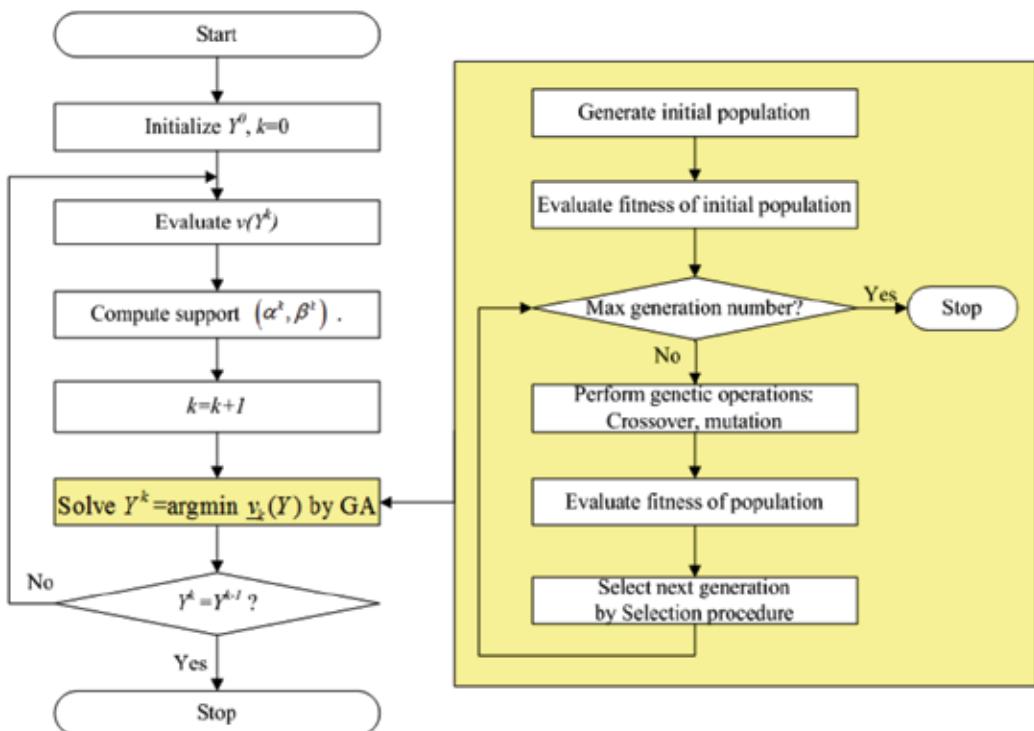 Start
Initialize Y^0, k=0
Evaluate v(Y^k)
Compute support (α^k, β^k) .
k=k+1
Solve Y^k=argmin v_k(Y) by GA
No
Y^k=Y^{k-1} ?
Yes
Stop
Generate initial population
Evaluate fitness of initial population
Max generation number?
Yes
Stop
No
Perform genetic operations:
Crossover, mutation
Evaluate fitness of population
Select next generation
by Selection procedure